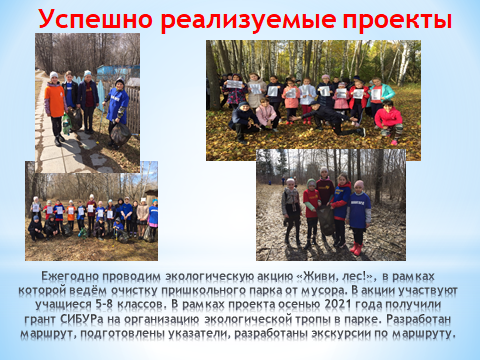 Успешно реализуемые проекты
Ежегодно проводим экологическую акцию «Живи, лес!», в рамках
которой ведём очистку пришкольного парка от мусора. В акции участвуют
учащиеся 5-8 классов. В рамках проекта осенью 2021 года получили
грант СИБУРа на организацию экологической тропы в парке. Разработан
маршрут, подготовлены указатели, разработаны экскурсии по маршруту.